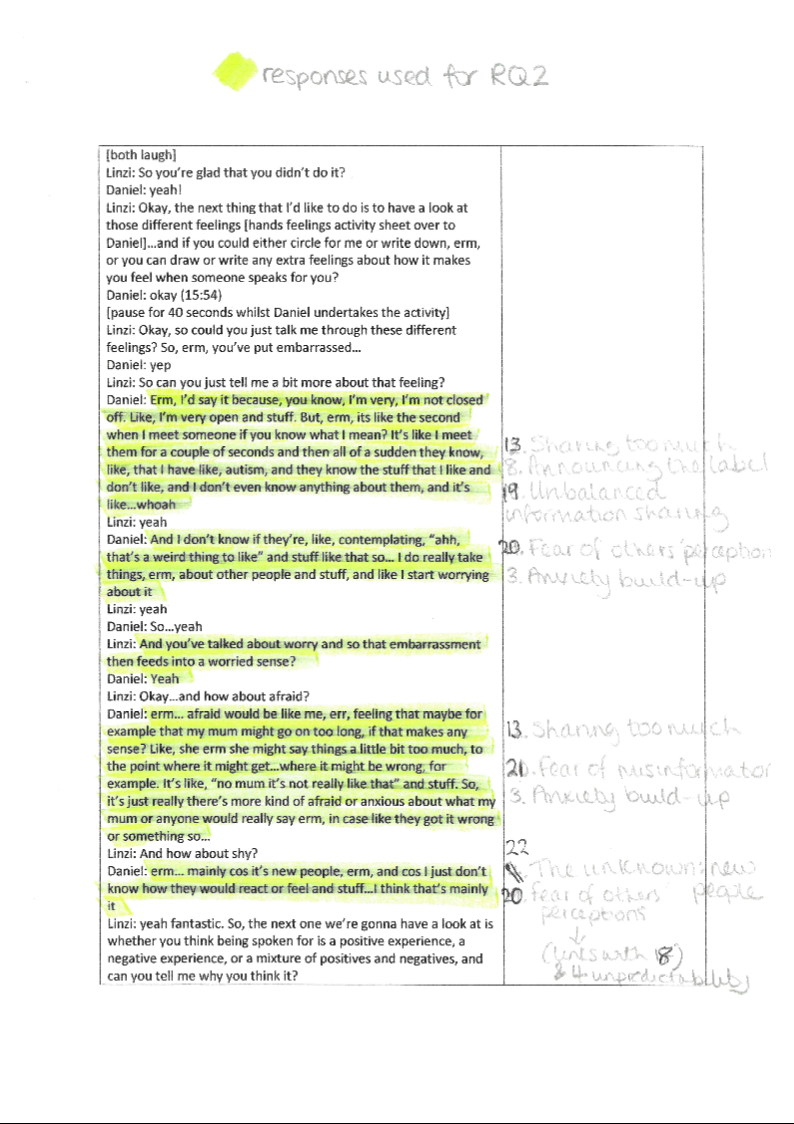 responses used for RQ2
[both laugh]
Linzi: So you're glad that you didn't do it?
Daniel: yeah!
Linzi: Okay, the next thing that I'd like to do is to have a look at
those different feelings [hands feelings activity sheet over to
Daniel]...and if you could either circle for me or write down, erm,
or you can draw or write any extra feelings about how it makes
you feel when someone speaks for you?
Daniel: okay (15:54)
[pause for 40 seconds whilst Daniel undertakes the activity]
Linzi: Okay, so could you just talk me through these different
feelings? So, erm, you've put embarrassed...
Daniel: yep
Linzi: So can you just tell me a bit more about that feeling?
Daniel: Erm, I'd say it because, you know, I'm very, I'm not closed
off. Like, I'm very open and stuff. But, erm, its like the second
when I meet someone if you know what I mean? It's like I meet
them for a couple of seconds and then all of a sudden they know,
like, that I have like, autism, and they know the stuff that I like and
don't like, and I don't even know anything about them, and it's
like...whoah
13. Sharing too much
8. Announcing the label
19. Unbalanced
information sharing
Linzi: yeah
Daniel: And I don't know if they're, like, contemplating, "ahh,
that's a weird thing to like" and stuff like that so... I do really take
things, erm, about other people and stuff, and like I start worrying
about it
20. Fear of others' perception
3. Anxiety build-up
Linzi: yeah
Daniel: So...yeah
Linzi: And you've talked about worry and so that embarrassment
then feeds into a worried sense?
Daniel: Yeah
Linzi: Okay...and how about afraid?
Daniel: erm... afraid would be like me, err, feeling that maybe for
example that my mum might go on too long, if that makes any
sense? Like, she erm she might say things a little bit too much, to
the point where it might get...where it might be wrong, for
example. It's like, "no mum it's not really like that" and stuff. So,
it's just really there's more kind of afraid or anxious about what my
mum or anyone would really say erm, in case like they got it wrong
or something so...
13. Sharing too much
21. Fear of misinformator
3. Anxiety build-up
Linzi: And how about shy?
Daniel: erm... mainly cos it's new people, erm, and cos I just don't
know how they would react or feel and stuff...I think that's mainly
it
22
The unknown: new
people
20. fear of others'
perceptions
↓
(links with 18)
& 4 unpredictability
Linzi: yeah fantastic. So, the next one we're gonna have a look at is
whether you think being spoken for is a positive experience, a
negative experience, or a mixture of positives and negatives, and
can you tell me why you think it?